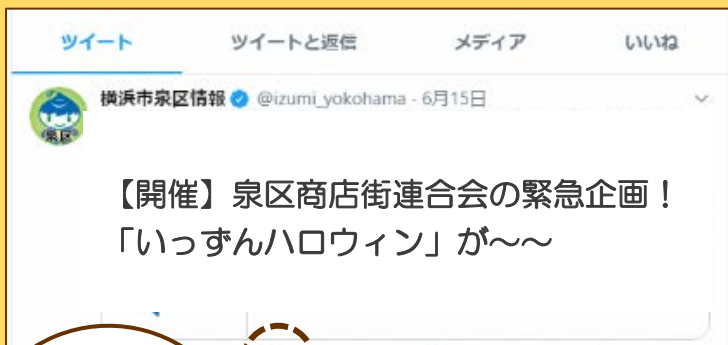 ツイート ツイートと返信 メディア いいね
横浜市泉区情報 @izumi_yokohama · 6月15日
泉区
【開催】泉区商店街連合会の緊急企画！
「いっずんハロウィン」が～～